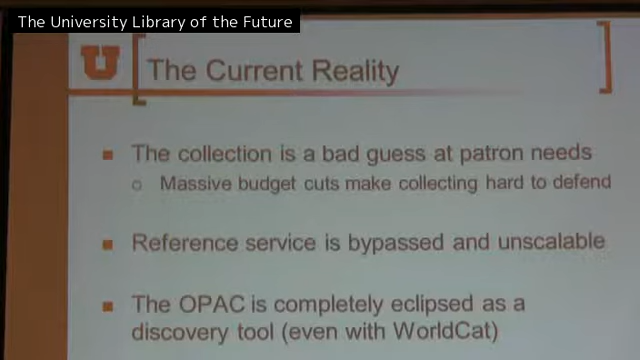 The University Library of the Future
U
The Current Reality
The collection is a bad guess at patron needs
Massive budget cuts make collecting hard to defend
Reference service is bypassed and unscalable
The OPAC is completely eclipsed as a
discovery tool (even with WorldCat)